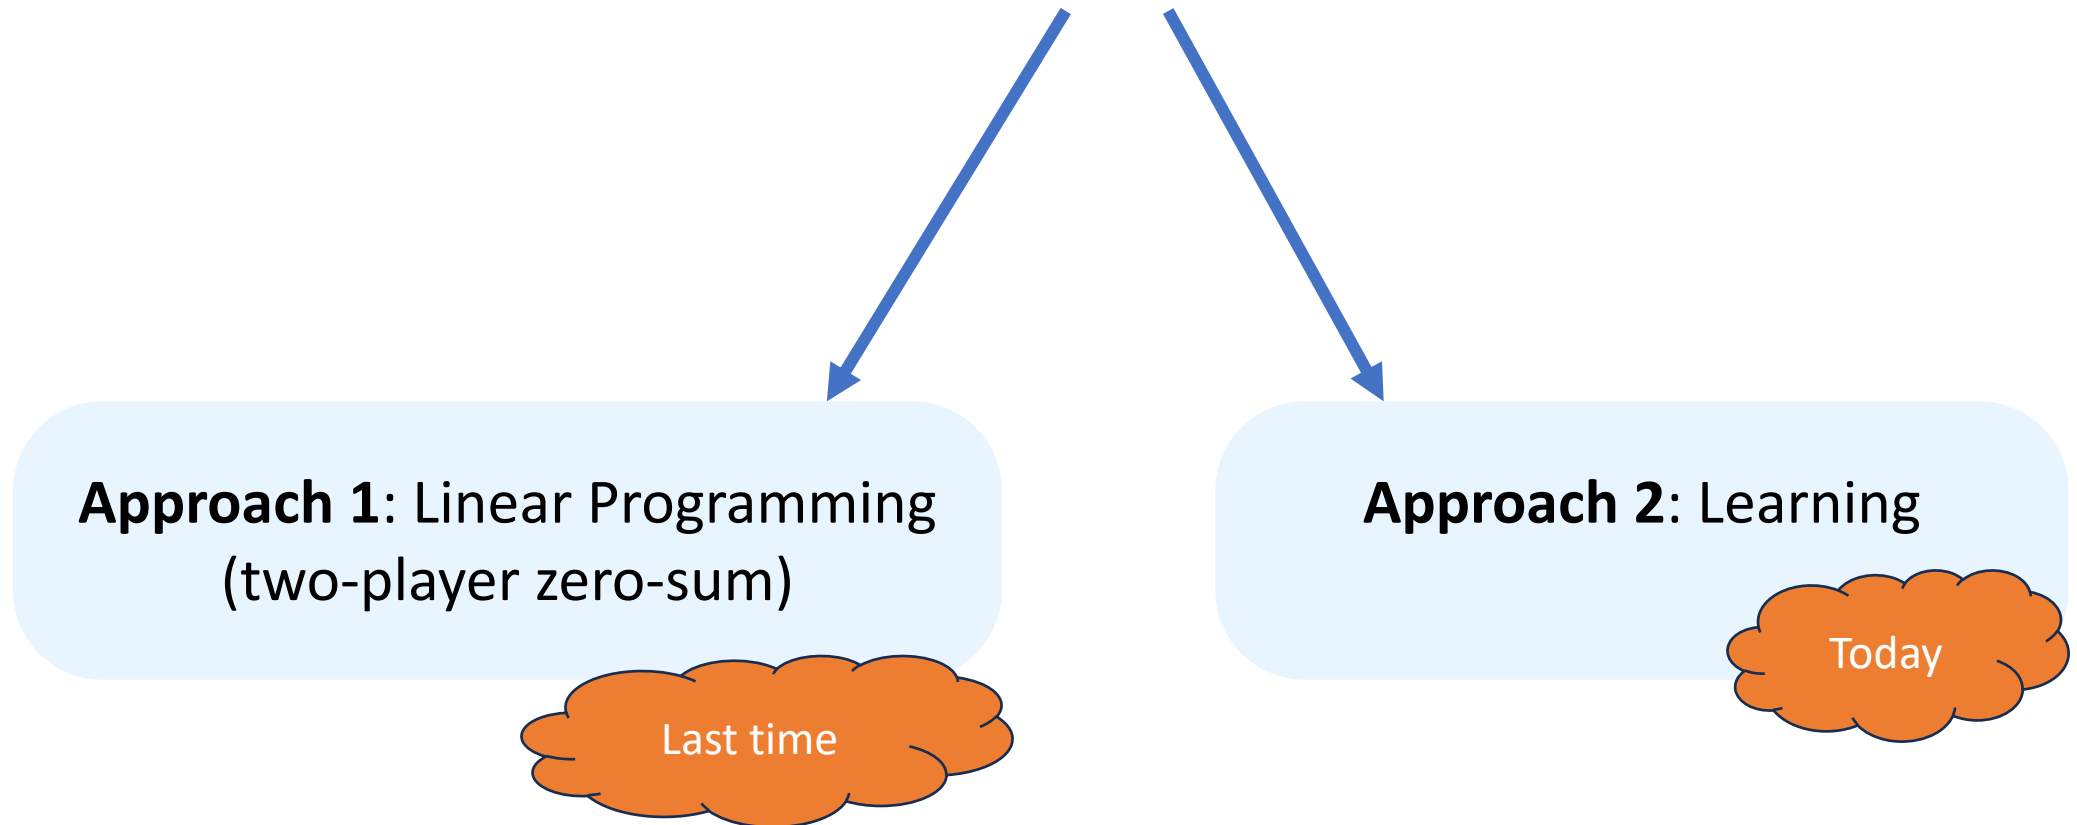 Approach 1: Linear Programming
(two-player zero-sum)
Approach 2: Learning
Today
Last time